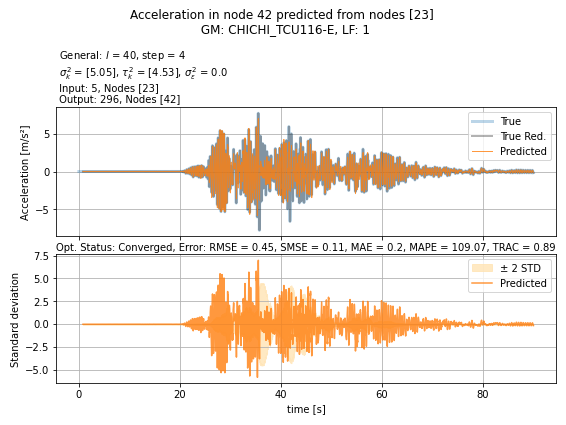 Acceleration in node 42 predicted from nodes [23]
GM: CHICHI_TCU116-E, LF: 1
General: l = 40, step = 4
σ²ₖ = [5.05], τ²ₖ = [4.53], σ²ε = 0.0
Input: 5, Nodes [23]
Output: 296, Nodes [42]
Acceleration [m/s²]
5
0
−5
True
True Red.
Predicted
Opt. Status: Converged, Error: RMSE = 0.45, SMSE = 0.11, MAE = 0.2, MAPE = 109.07, TRAC = 0.89
Standard deviation
7.5
5.0
2.5
0.0
−2.5
−5.0
± 2 STD
Predicted
0 20 40 60 80
time [s]